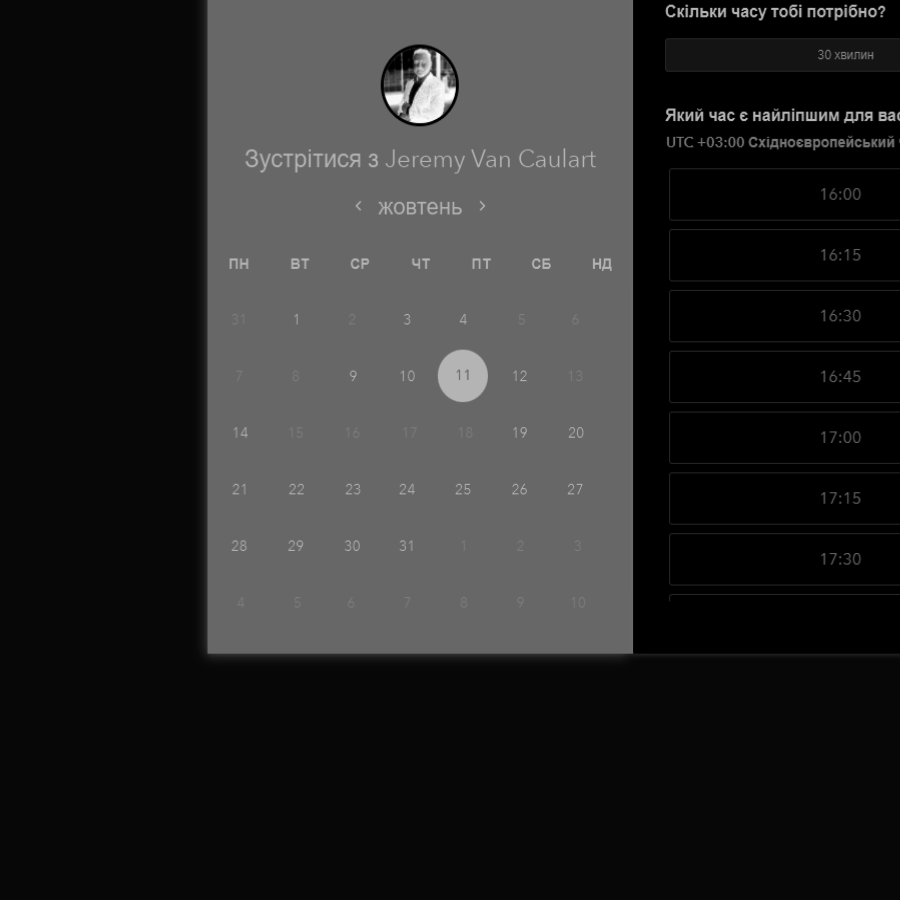 Зустрітися з Jeremy Van Caulart
жовтень
ПН ВТ СР ЧТ ПТ СБ НД
31 1 2 3 4 5 6
7 8 9 10 11 12 13
14 15 16 17 18 19 20
21 22 23 24 25 26 27
28 29 30 31 1 2 3
4 5 6 7 8 9 10
Скільки часу тобі потрібно?
30 хвилин
Який час є найліпшим для вас
UTC +03:00 Східноєвропейський
16:00
16:15
16:30
16:45
17:00
17:15
17:30